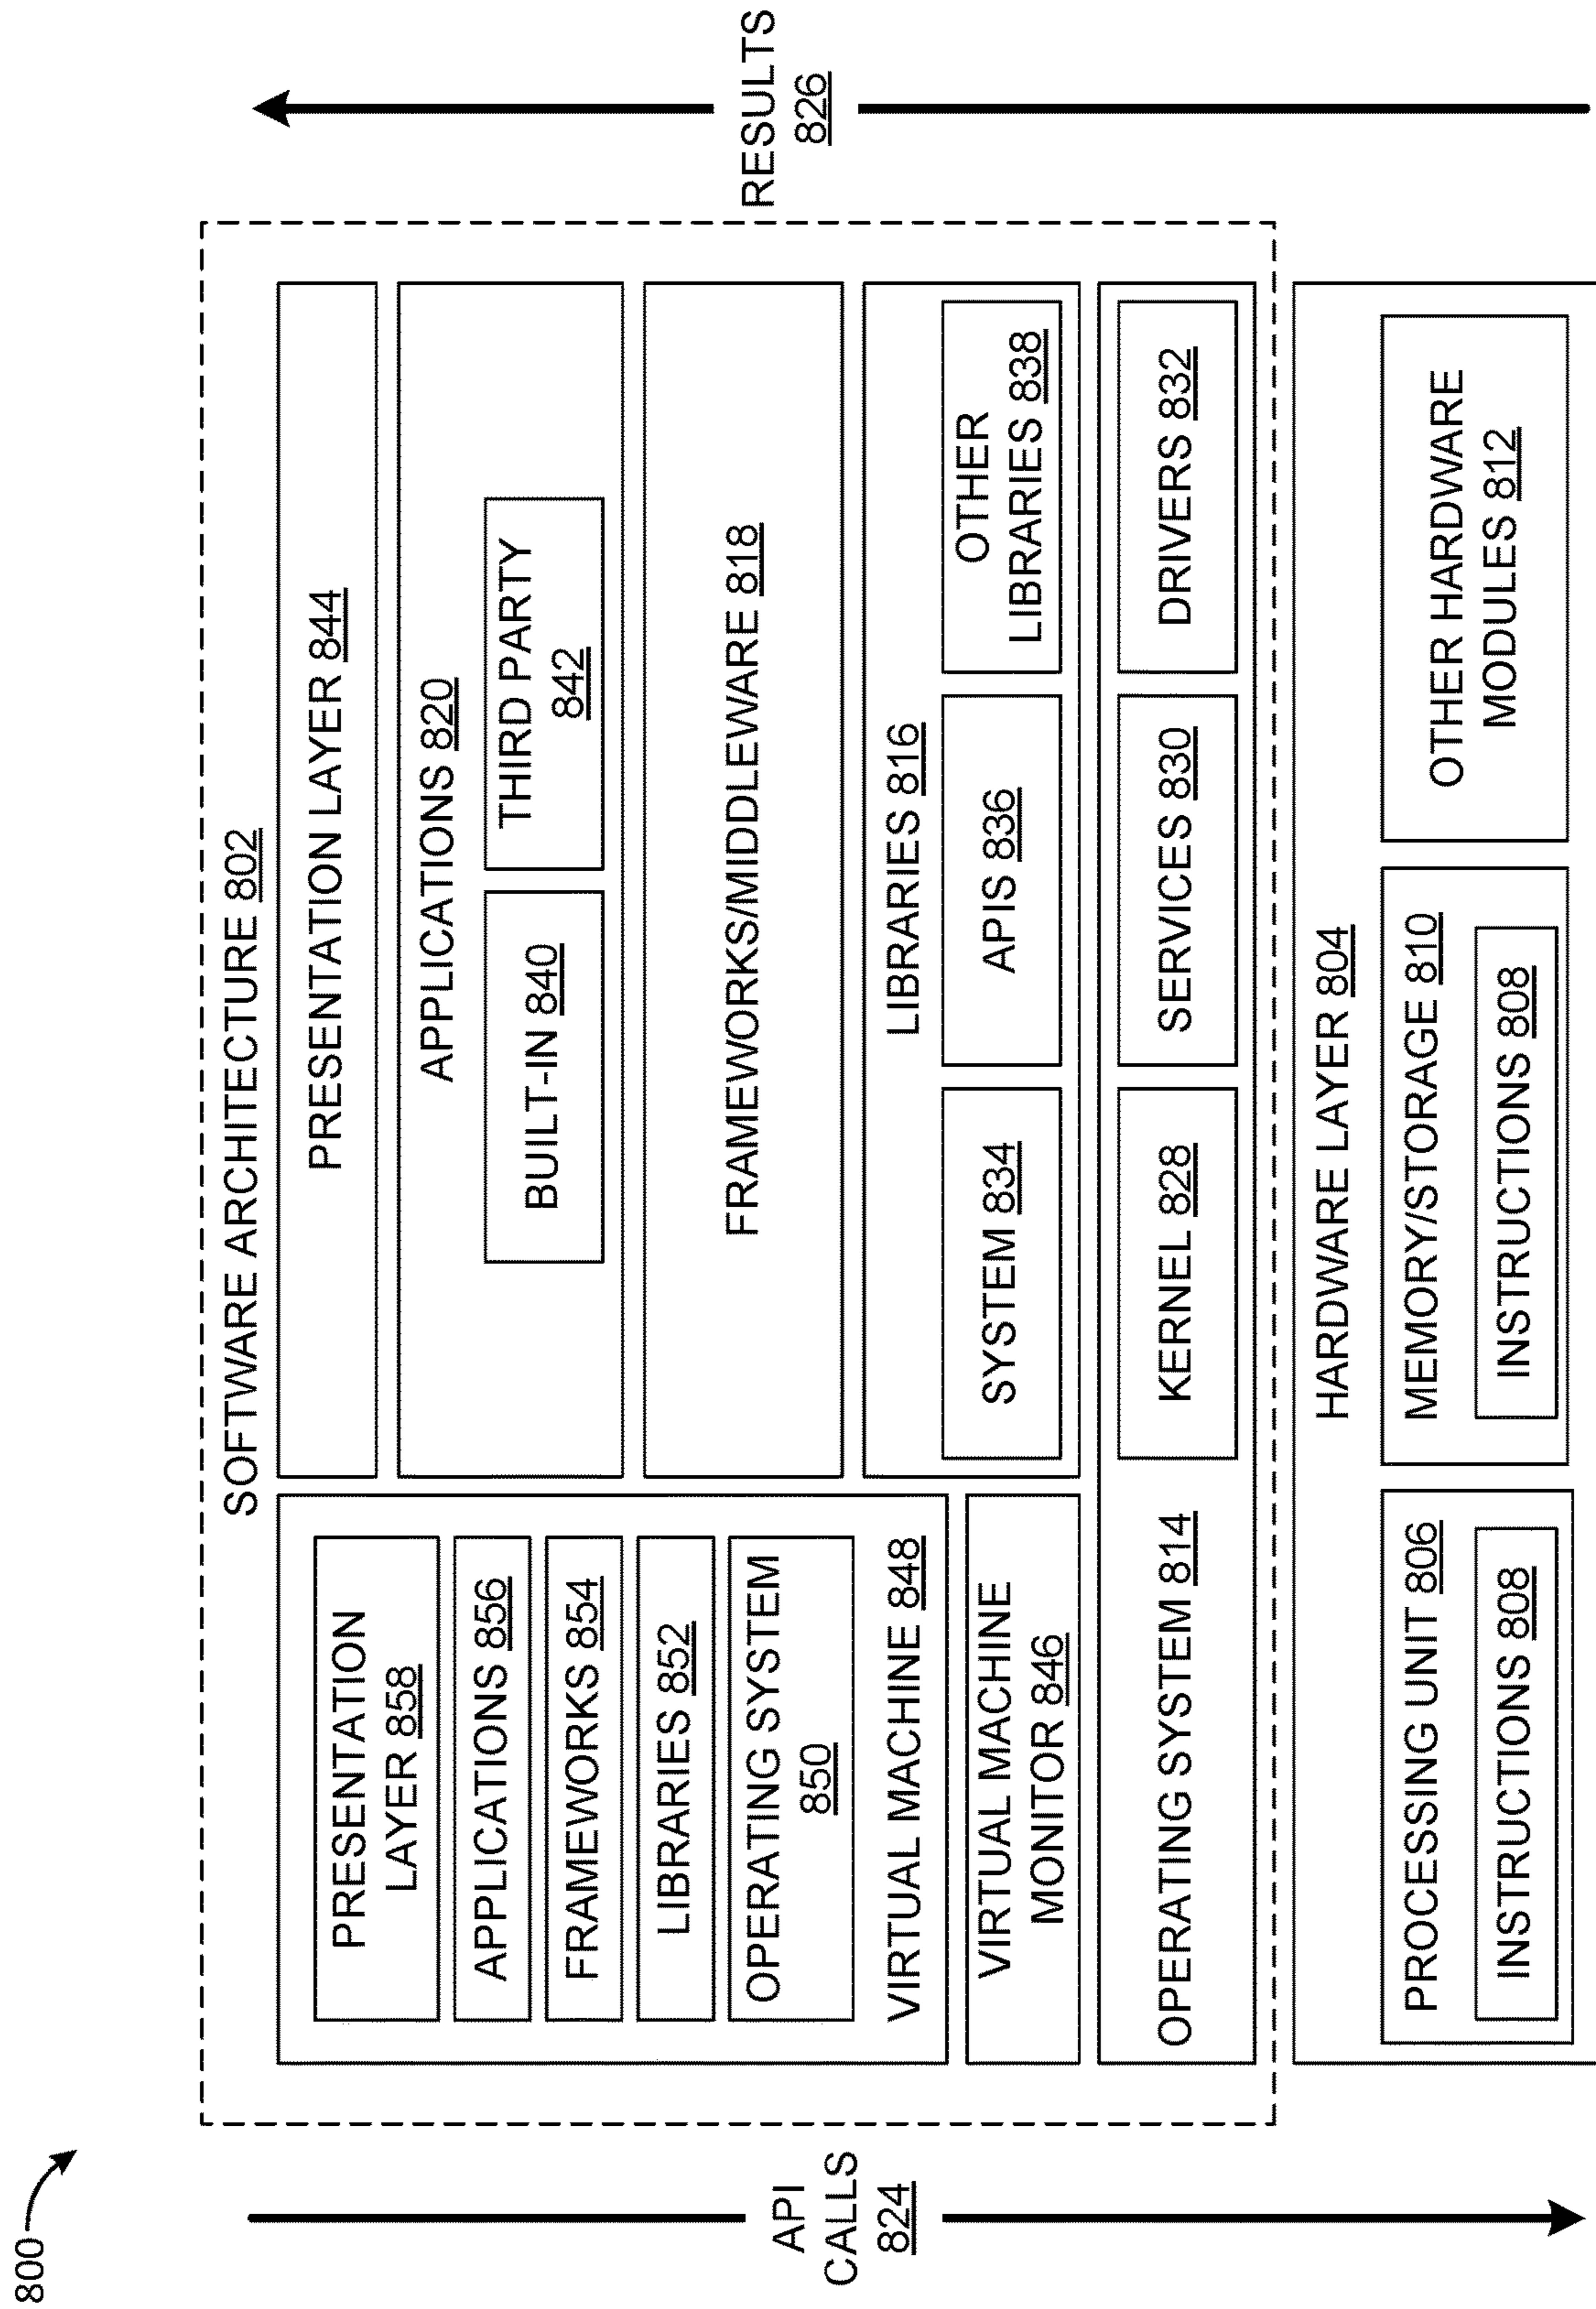 800
SOFTWARE ARCHITECTURE 802
PRESENTATION
LAYER 858
APPLICATIONS 856
FRAMEWORKS 854
LIBRARIES 852
OPERATING SYSTEM
850
VIRTUAL MACHINE 848
VIRTUAL MACHINE
MONITOR 846
PRESENTATION LAYER 844
APPLICATIONS 820
BUILT-IN 840
THIRD PARTY
842
FRAMEWORKS/MIDDLEWARE 818
LIBRARIES 816
SYSTEM 834
APIS 836
OTHER
LIBRARIES 838
OPERATING SYSTEM 814
KERNEL 828
SERVICES 830
DRIVERS 832
API
CALLS
824
RESULTS
826
HARDWARE LAYER 804
PROCESSING UNIT 806
INSTRUCTIONS 808
MEMORY/STORAGE 810
INSTRUCTIONS 808
OTHER HARDWARE
MODULES 812